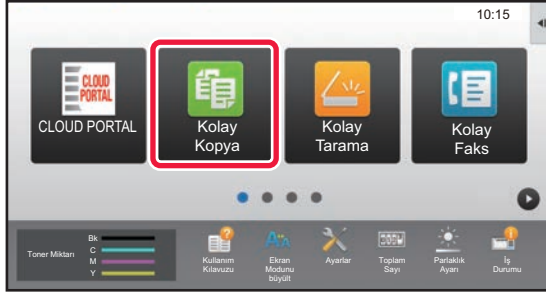 10:15
CLOUD
PORTAL
CLOUD PORTAL
Kolay
Kopya
Kolay
Tarama
Kolay
Faks
Toner Miktarı
Bk
C
M
Y
Kullanım
Kılavuzu
Ekran
Modunu
büyült
Ayarlar
Toplam
Sayı
Parlaklık
Ayarı
İş
Durumu